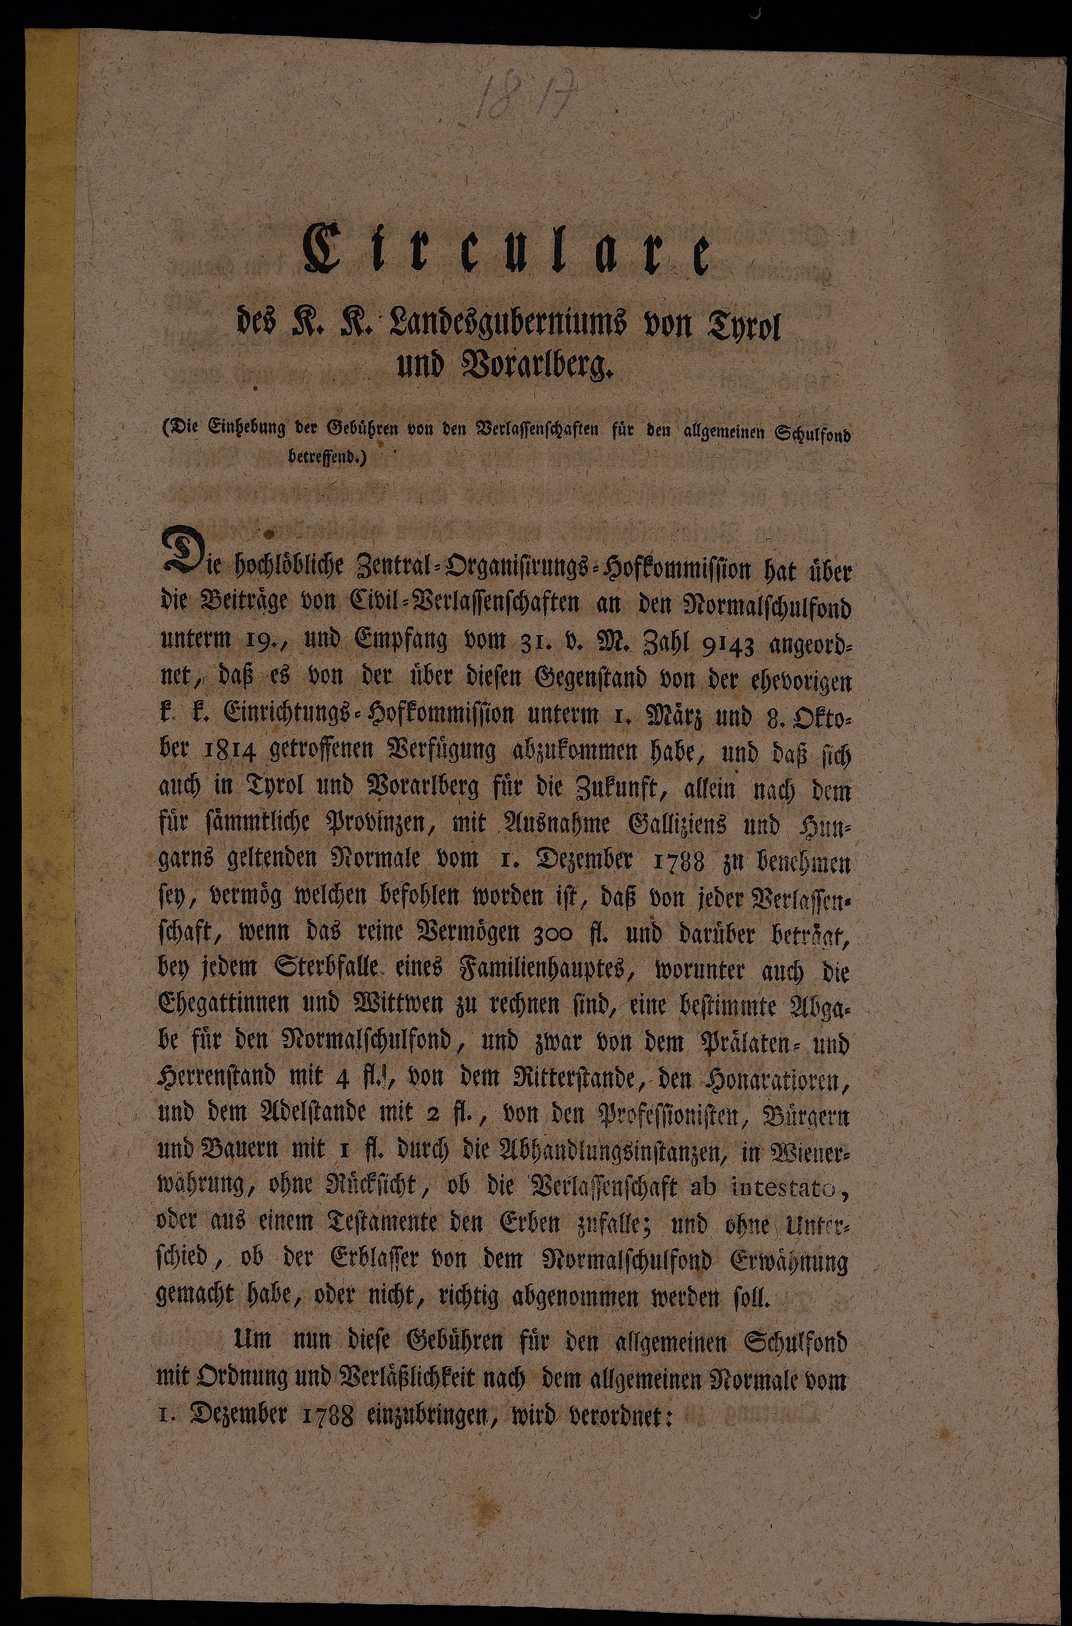 1817
Circulare
des K. K. Landesguberniums von Tyrol
und Vorarlberg.
(Die Einhebung der Gebühren von den Verlassenschaften für den allgemeinen Schulfond
betreffend.)
Die hochlöbliche Zentral-Organisirungs-Hofkommission hat über
die Beiträge von Civil-Verlassenschaften an den Normalschulfond
unterm 19., und Empfang vom 31. v. M. Zahl 9143 angeord-
net, daß es von der über diesen Gegenstand von der ehevorigen
k. k. Einrichtungs-Hofkommission unterm 1. März und 8. Okto-
ber 1814 getroffenen Verfügung abzukommen habe, und daß sich
auch in Tyrol und Vorarlberg für die Zukunft, allein nach dem
für sämmtliche Provinzen, mit Ausnahme Galliziens und Hun-
garns geltenden Normale vom 1. Dezember 1788 zu benehmen
sey, vermög welchen befohlen worden ist, daß von jeder Verlassen-
schaft, wenn das reine Vermögen 300 fl. und darüber beträgt,
bey jedem Sterbfalle eines Familienhauptes, worunter auch die
Ehegattinnen und Wittwen zu rechnen sind, eine bestimmte Abga-
be für den Normalschulfond, und zwar von dem Prälaten- und
Herrenstand mit 4 fl., von dem Ritterstande, den Honaratioren,
und dem Adelstande mit 2 fl., von den Professionisten, Bürgern
und Bauern mit 1 fl. durch die Abhandlungsinstanzen, in Wiener-
währung, ohne Rücksicht, ob die Verlassenschaft ab intestato,
oder aus einem Testamente den Erben zufalle; und ohne Unter-
schied, ob der Erblasser von dem Normalschulfond Erwähnung
gemacht habe, oder nicht, richtig abgenommen werden soll.
Um nun diese Gebühren für den allgemeinen Schulfond
mit Ordnung und Verläßlichkeit nach dem allgemeinen Normale vom
1. Dezember 1788 einzubringen, wird verordnet: